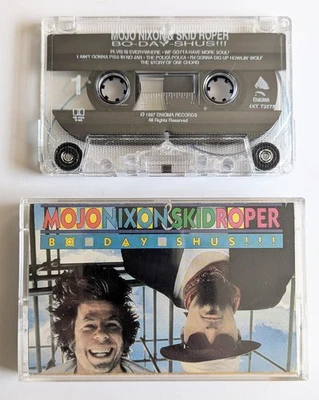 MOJO NIXON & SKID ROPER
BO-DAY-SHUS!!!
ELVIS IS EVERYWHERE • WE GOTTA HAVE MORE SOUL!
I AIN'T GONNA PISS IN NO JAR • THE POLKA POLKA • I'M GONNA DIG UP HOWLIN' WOLF
THE STORY OF ONE CHORD
1
ENIGMA
© 1987 ENIGMA RECORDS
All Rights Reserved
MOJO NIXON & SKID ROPER
BO DAY SHUS!!!